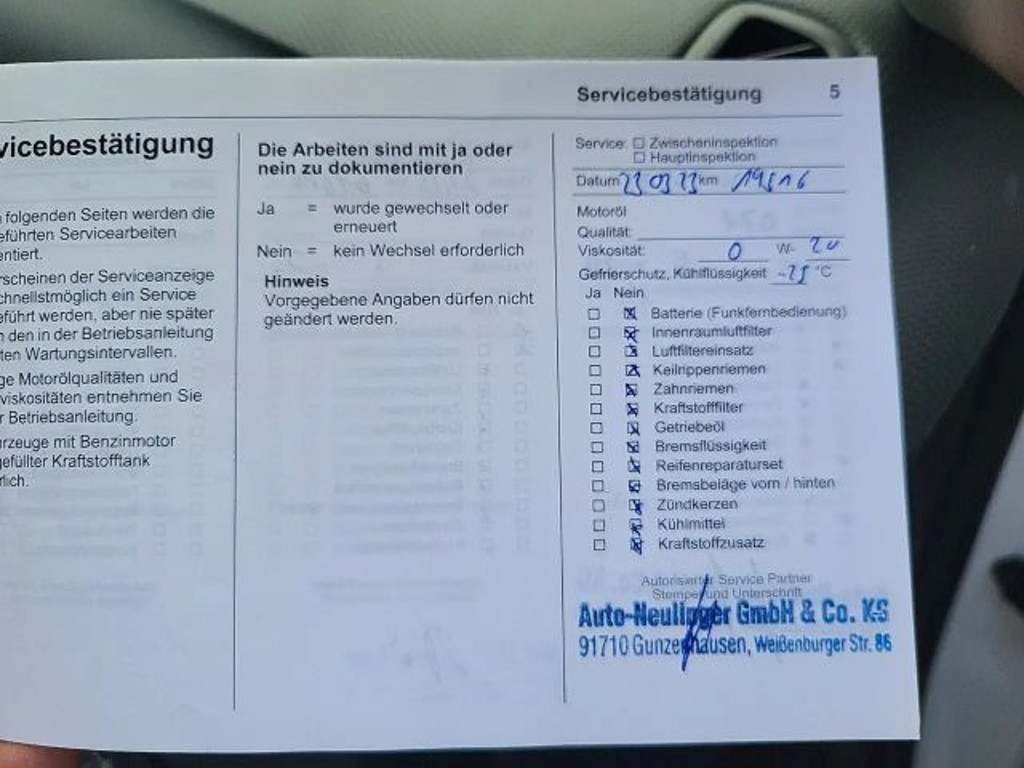 Servicebestätigung 5
vicebestätigung
folgenden Seiten werden die
eführten Servicearbeiten
entiert.
rscheinen der Serviceanzeige
chnellstmöglich ein Service
eführt werden, aber nie später
n den in der Betriebsanleitung
ten Wartungsintervallen.
ge Motorölqualitäten und
viskositäten entnehmen Sie
r Betriebsanleitung.
rzeuge mit Benzinmotor
gefüllter Kraftstofftank
rlich.
Die Arbeiten sind mit ja oder
nein zu dokumentieren
Ja = wurde gewechselt oder
erneuert
Nein = kein Wechsel erforderlich
Hinweis
Vorgegebene Angaben dürfen nicht
geändert werden.
Service: Zwischeninspektion
Hauptinspektion
Datum 23 03 23 km
Motoröl
Qualität:
Viskosität: 0 W- 20
Gefrierschutz, Kühlflüssigkeit -25 °C
Ja Nein
Batterie (Funkfernbedienung)
Innenraumluftfilter
Luftfiltereinsatz
Keilrippenriemen
Zahnriemen
Kraftstofffilter
Getriebeöl
Bremsflüssigkeit
Reifenreparaturset
Bremsbeläge vorn / hinten
Zündkerzen
Kühlmittel
Kraftstoffzusatz
Autorisierter Service Partner
Stempel und Unterschrift
Auto-Neulinger GmbH & Co. KG
91710 Gunzenhausen, Weißenburger Str. 86